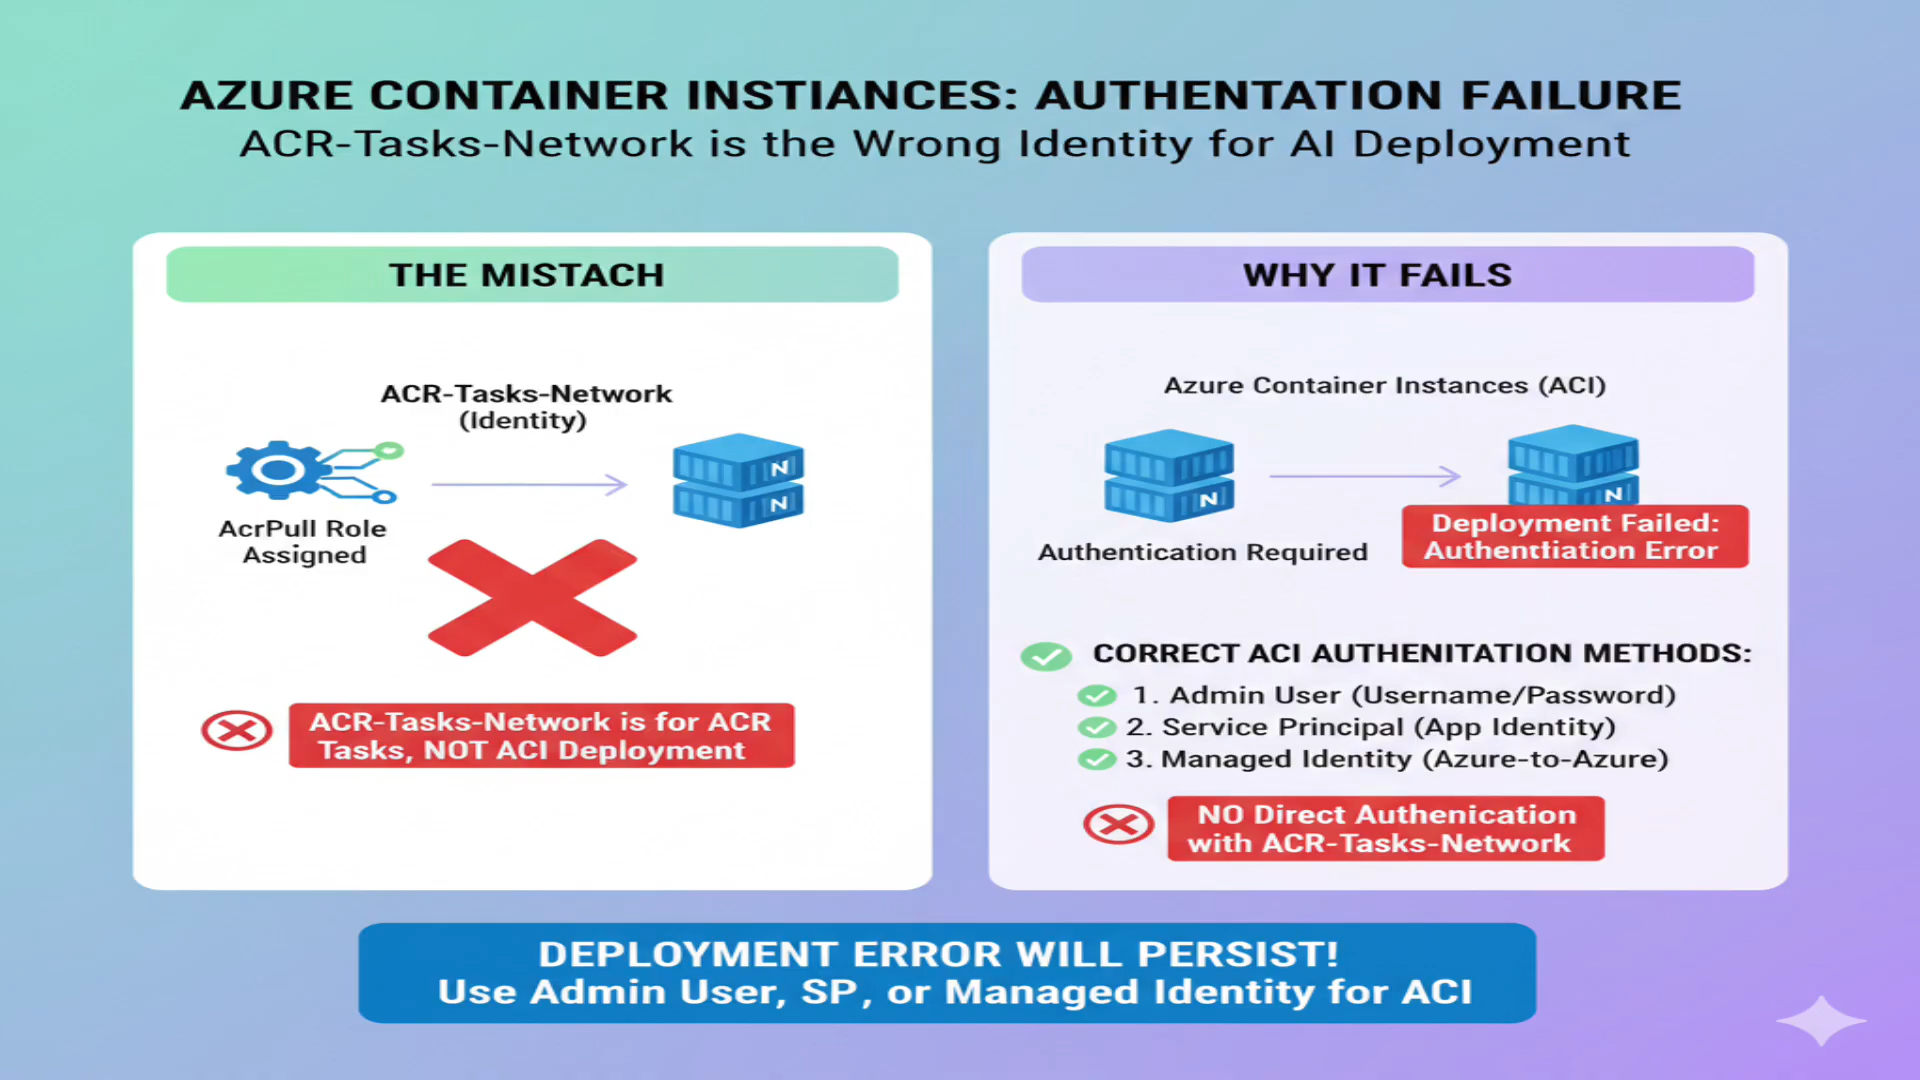 AZURE CONTAINER INSTIANCES: AUTHENTATION FAILURE
ACR-Tasks-Network is the Wrong Identity for AI Deployment
THE MISTACH
ACR-Tasks-Network
(Identity)
N
N
AcrPull Role
Assigned
ACR-Tasks-Network is for ACR
Tasks, NOT ACI Deployment
WHY IT FAILS
Azure Container Instances (ACI)
N
N
Authentication Required
Deployment Failed:
Authentliation Error
CORRECT ACI AUTHENITATION METHODS:
1. Admin User (Username/Password)
2. Service Principal (App Identity)
3. Managed Identity (Azure-to-Azure)
NO Direct Authenication
with ACR-Tasks-Network
DEPLOYMENT ERROR WILL PERSIST!
Use Admin User, SP, or Managed Identity for ACI